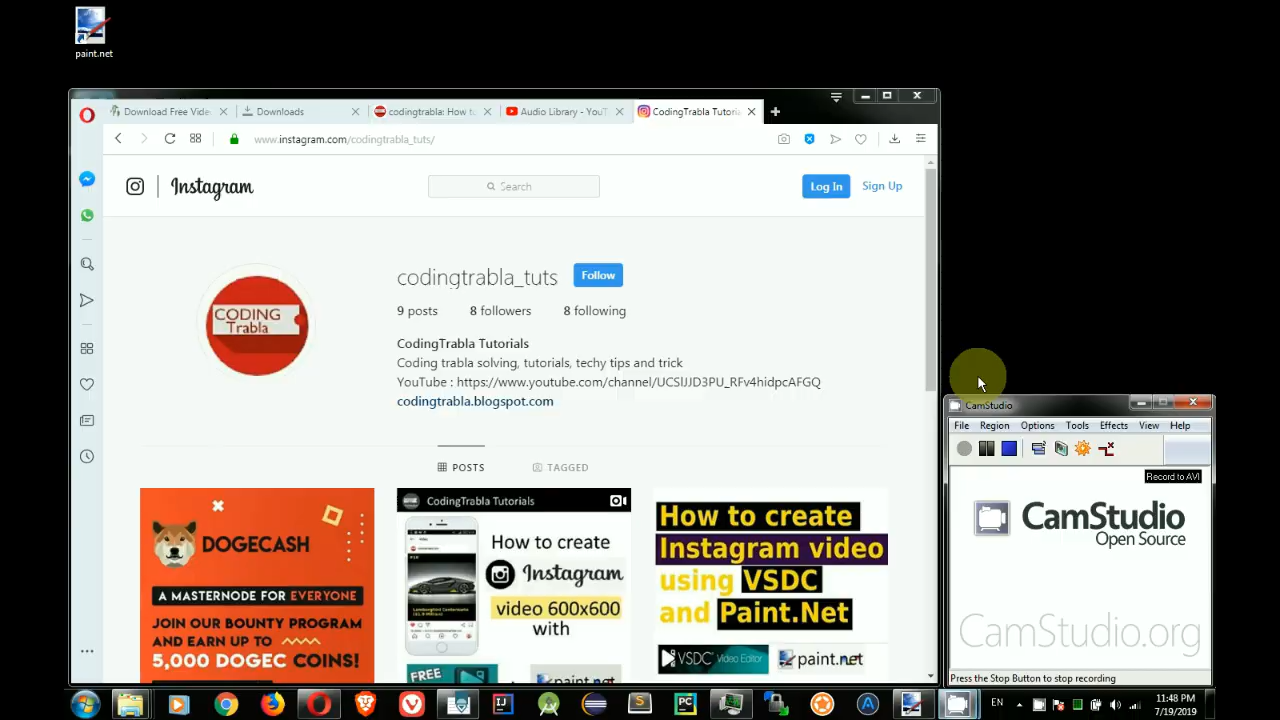 paint.net
Download Free Vide
Downloads
codingtrabla: How to
Audio Library - YouT
CodingTrabla Tutoria
www.instagram.com/codingtrabla_tuts/
Instagram
Search
Log In
Sign Up
CODING
Trabla
codingtrabla_tuts
Follow
9 posts
8 followers
8 following
CodingTrabla Tutorials
Coding trabla solving, tutorials, techy tips and trick
YouTube : https://www.youtube.com/channel/UCSlJJD3PU_RFv4hidpcAFGQ
codingtrabla.blogspot.com
POSTS
TAGGED
DOGECASH
A MASTERNODE FOR EVERYONE
JOIN OUR BOUNTY PROGRAM
AND EARN UP TO
5,000 DOGEC COINS!
CodingTrabla Tutorials
How to create
Instagram
video 600x600
with
FREE
How to create
Instagram video
using VSDC
and Paint.Net
VSDC Video Editor
paint.net
CamStudio
File
Region
Options
Tools
Effects
View
Help
Record to AVI
CamStudio
Open Source
CamStudio.org
Press the Stop Button to stop recording
EN
11:48 PM
7/19/2019